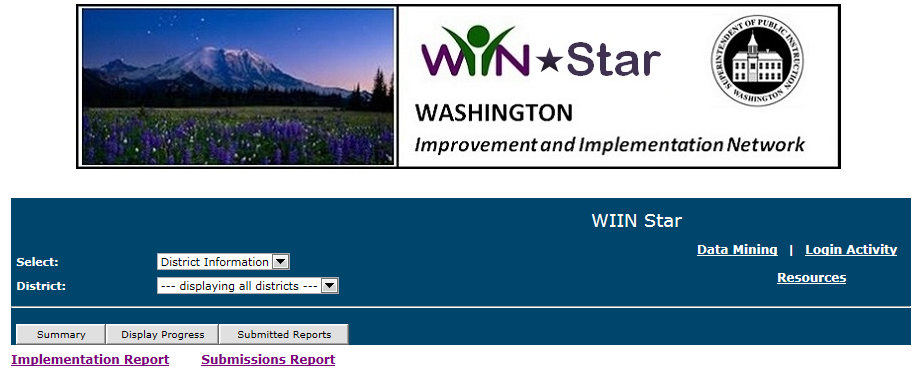 WIIN★Star
SUPERINTENDENT OF PUBLIC INSTRUCTION
WASHINGTON
WASHINGTON
Improvement and Implementation Network
WIIN Star
Data Mining | Login Activity
Resources
Select: District Information
District: --- displaying all districts ---
Summary Display Progress Submitted Reports
Implementation Report Submissions Report